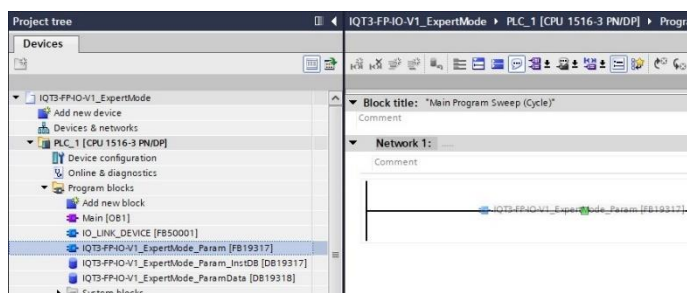 Project tree
IQT3-FP-IO-V1_ExpertMode ▸ PLC_1 [CPU 1516-3 PN/DP] ▸ Progra
Devices
IQT3-FP-IO-V1_ExpertMode
Add new device
Devices & networks
PLC_1 [CPU 1516-3 PN/DP]
Device configuration
Online & diagnostics
Program blocks
Add new block
Main [OB1]
IO_LINK_DEVICE [FB50001]
IQT3-FP-IO-V1_ExpertMode_Param [FB19317]
IQT3-FP-IO-V1_ExpertMode_Param_InstDB [DB19317]
IQT3-FP-IO-V1_ExpertMode_ParamData [DB19318]
System blocks
Block title: "Main Program Sweep (Cycle)"
Comment
Network 1: .....
Comment
IQT3-FP-IO-V1_ExpertMode_Param [FB19317]